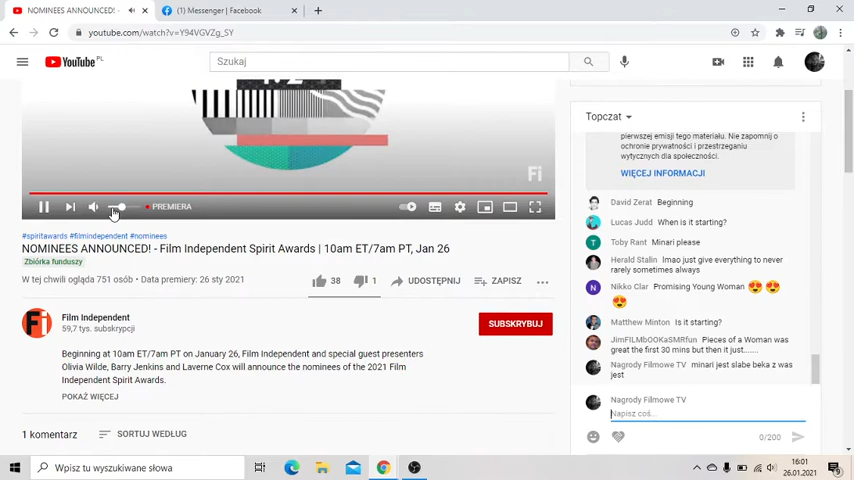 NOMINEES ANNOUNCED! -
(1) Messenger | Facebook
youtube.com/watch?v=Y94VGVZg_SY
YouTube PL
Szukaj
Fi
PREMIERA
#spiritawards #filmindependent #nominees
NOMINEES ANNOUNCED! - Film Independent Spirit Awards | 10am ET/7am PT, Jan 26
Zbiórka funduszy
W tej chwili ogląda 751 osób • Data premiery: 26 sty 2021
38
1
UDOSTĘPNIJ
ZAPISZ
Fi
Film Independent
59,7 tys. subskrypcji
SUBSKRYBUJ
Beginning at 10am ET/7am PT on January 26, Film Independent and special guest presenters
Olivia Wilde, Barry Jenkins and Laverne Cox will announce the nominees of the 2021 Film
Independent Spirit Awards.
POKAŻ WIĘCEJ
1 komentarz
SORTUJ WEDŁUG
Topczat
pierwszej emisji tego materiału. Nie zapomnij o
ochronie prywatności i przestrzeganiu
wytycznych dla społeczności.
WIĘCEJ INFORMACJI
David Zerat Beginning
Lucas Judd When is it starting?
T Toby Rant Minari please
Herald Stalin lmao just give everything to never
rarely sometimes always
N Nikko Clar Promising Young Woman 😍 😍
😍
Matthew Minton Is it starting?
JimFILMbOOKaSMRfun Pieces of a Woman was
great the first 30 mins but then it just........
Nagrody Filmowe TV minari jest slabe beka z was
jest
Nagrody Filmowe TV
Napisz coś...
0/200
Wpisz tu wyszukiwane słowa
16:01
26.01.2021